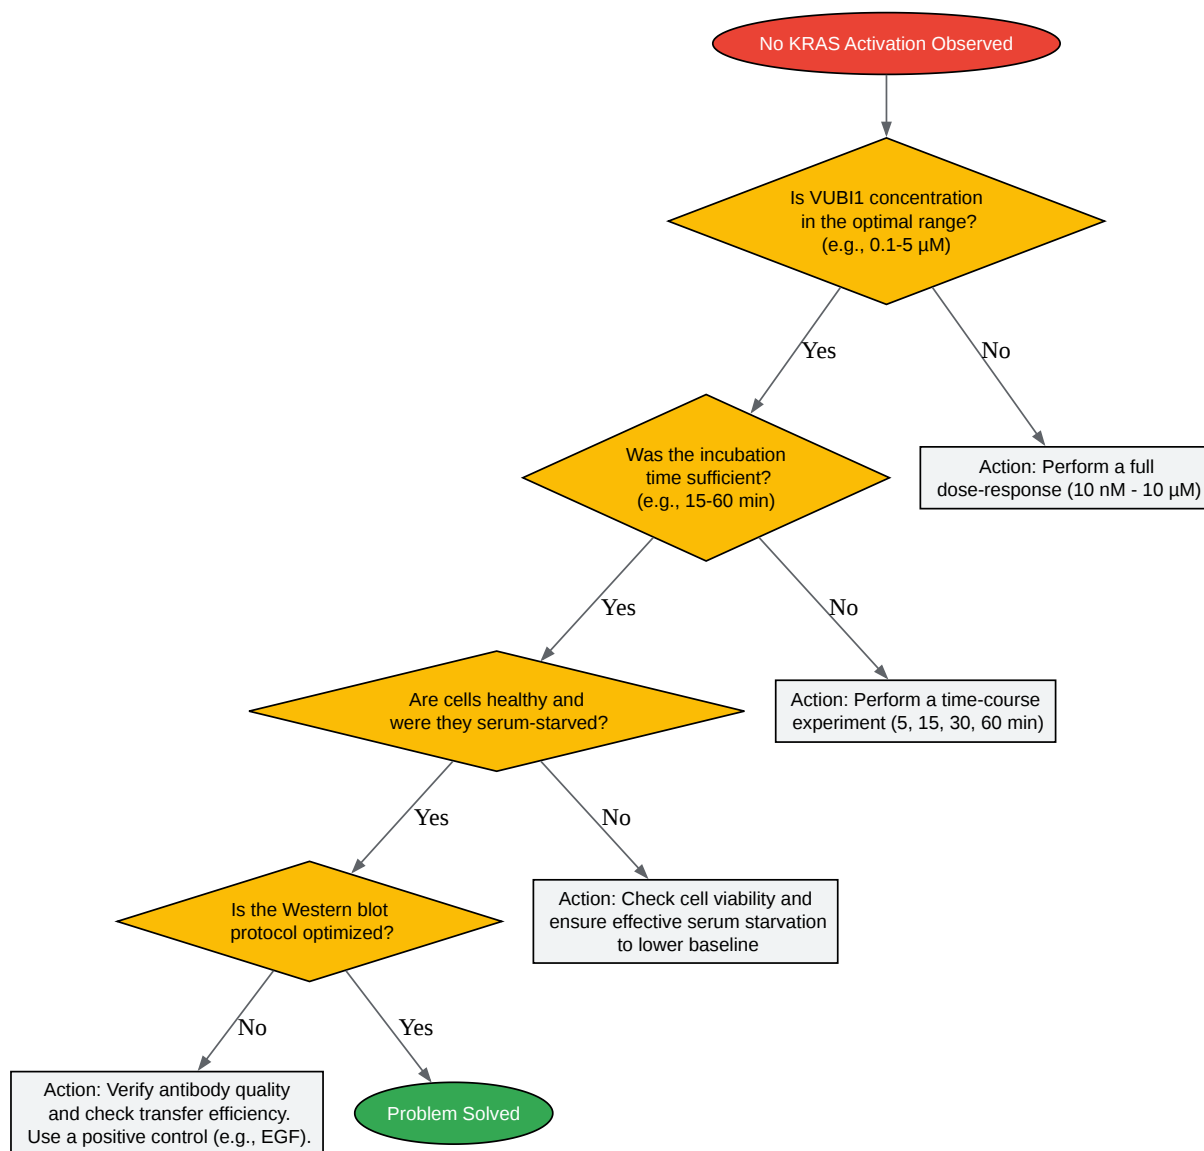 No KRAS Activation Observed
Is VUBI1 concentration
in the optimal range?
(e.g., 0.1-5 µM)
Yes
No
Was the incubation
time sufficient?
(e.g., 15-60 min)
Action: Perform a full
dose-response (10 nM - 10 µM)
Yes
No
Are cells healthy and
were they serum-starved?
Action: Perform a time-course
experiment (5, 15, 30, 60 min)
Yes
No
Is the Western blot
protocol optimized?
Action: Check cell viability and
ensure effective serum starvation
to lower baseline
No
Yes
Action: Verify antibody quality
and check transfer efficiency.
Use a positive control (e.g., EGF).
Problem Solved